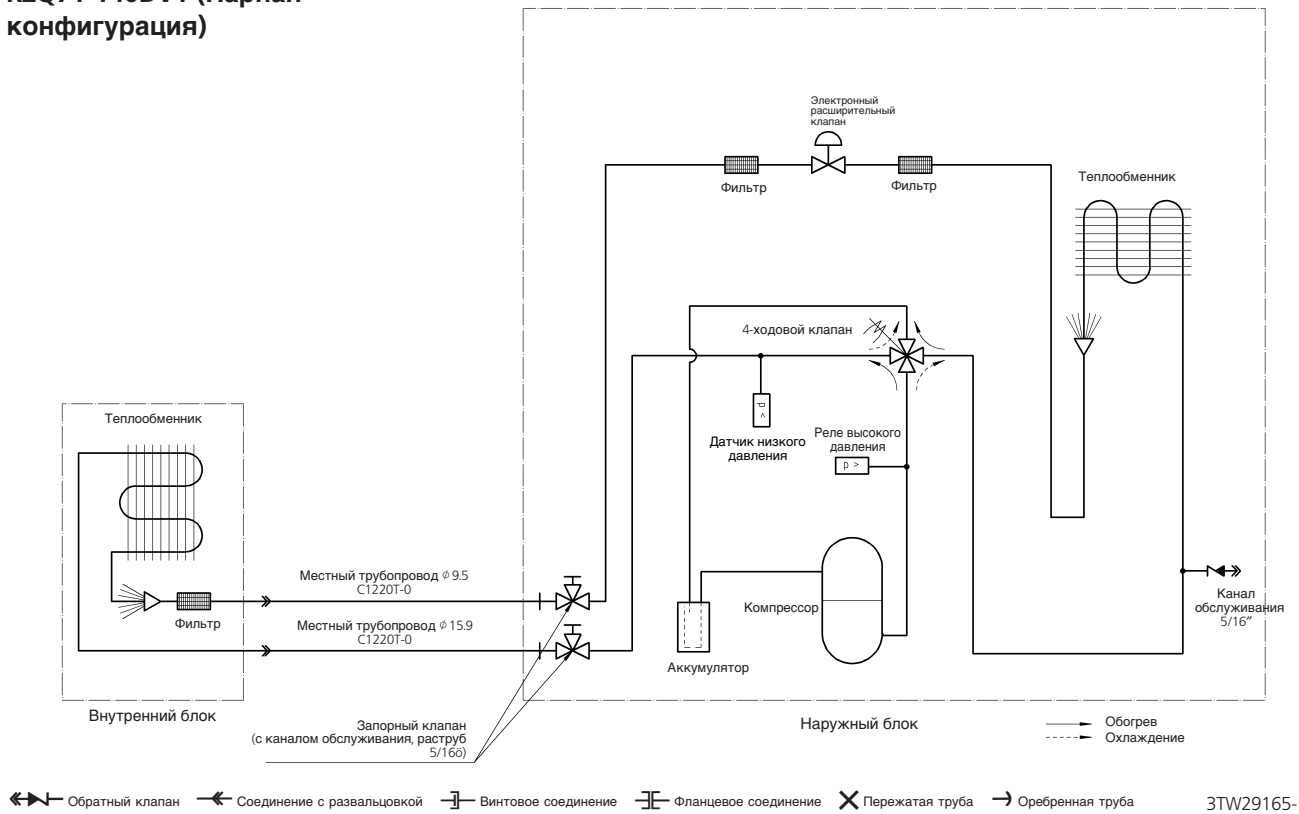 конфигурация)
Электронный
расширительный
клапан
Фильтр
Фильтр
Теплообменник
4-ходовой клапан
Теплообменник
p <
Датчик низкого
давления
Реле высокого
давления
p >
Местный трубопровод ϕ 9.5
C1220T-0
Фильтр
Местный трубопровод ϕ 15.9
C1220T-0
Компрессор
Аккумулятор
Канал
обслуживания
5/16″
Внутренний блок
Запорный клапан
(с каналом обслуживания, раструб
5/16ö)
Наружный блок
Обогрев
Охлаждение
Обратный клапан
Соединение с развальцовкой
Винтовое соединение
Фланцевое соединение
Пережатая труба
Оребренная труба
3TW29165-